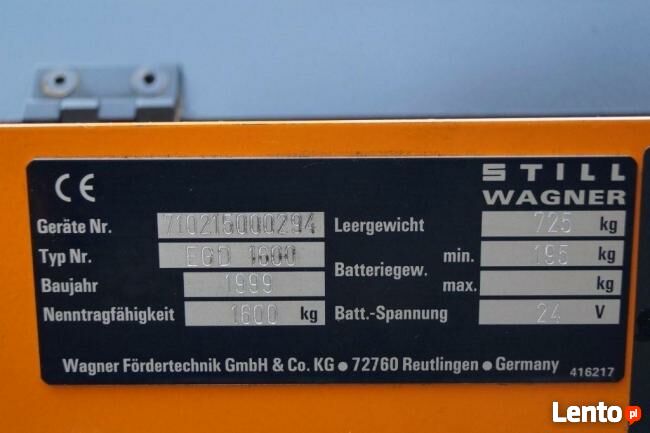 CE
STILL
WAGNER
Geräte Nr. 710215000294
Typ Nr. EGD 1600
Baujahr 1999
Nenntragfähigkeit 1600 kg
Leergewicht 725 kg
Batteriegew. min. 195 kg
max. kg
Batt.-Spannung 24 V
Wagner Fördertechnik GmbH & Co. KG ● 72760 Reutlingen ● Germany
416217
Lento.pl